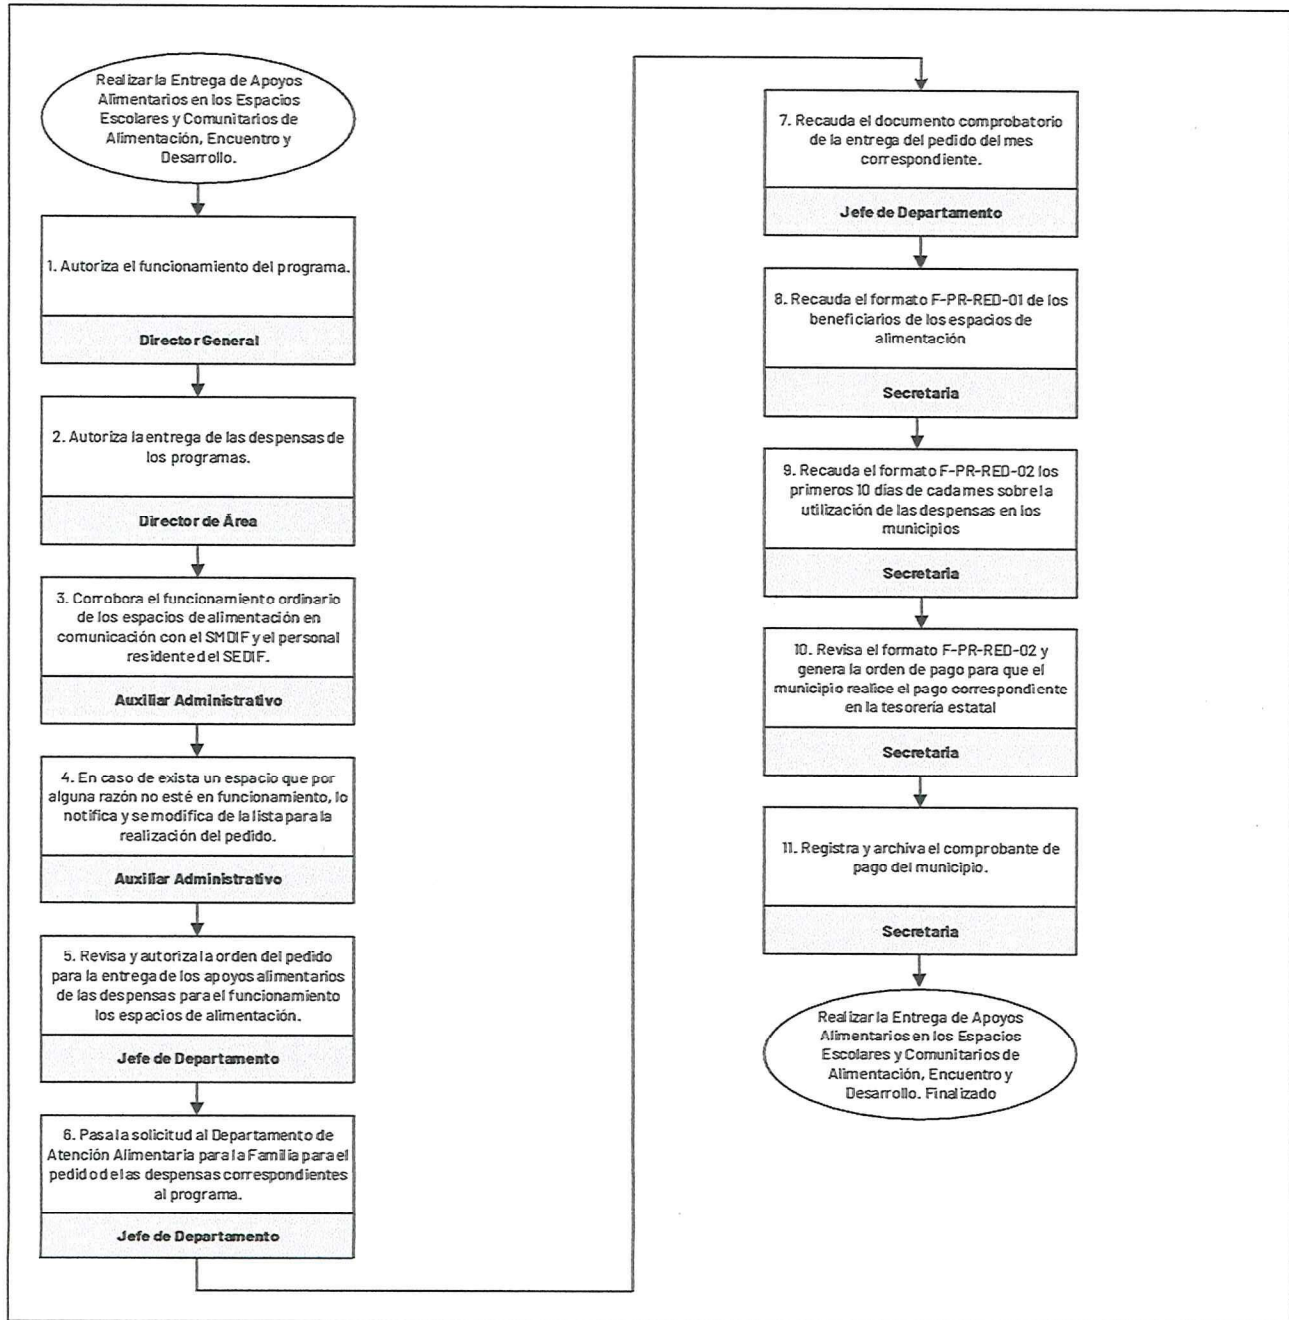 Realizar la Entrega de Apoyos
Alimentarios en los Espacios
Escolares y Comunitarios de
Alimentación, Encuentro y
Desarrollo.
1. Autoriza el funcionamiento del programa.
Director General
2. Autoriza la entrega de las despensas de
los programas.
Director de Área
3. Corrobora el funcionamiento ordinario
de los espacios de alimentación en
comunicación con el SMDIF y el personal
residente del SEDIF.
Auxiliar Administrativo
4. En caso de exista un espacio que por
alguna razón no esté en funcionamiento, lo
notifica y se modifica de la lista para la
realización del pedido.
Auxiliar Administrativo
5. Revisa y autoriza la orden del pedido
para la entrega de los apoyos alimentarios
de las despensas para el funcionamiento
los espacios de alimentación.
Jefe de Departamento
6. Pasa la solicitud al Departamento de
Atención Alimentaria para la Familia para el
pedido de las despensas correspondientes
al programa.
Jefe de Departamento
7. Recauda el documento comprobatorio
de la entrega del pedido del mes
correspondiente.
Jefe de Departamento
8. Recauda el formato F-PR-RED-01 de los
beneficiarios de los espacios de
alimentación
Secretaria
9. Recauda el formato F-PR-RED-02 los
primeros 10 días de cada mes sobre la
utilización de las despensas en los
municipios
Secretaria
10. Revisa el formato F-PR-RED-02 y
genera la orden de pago para que el
municipio realice el pago correspondiente
en la tesorería estatal
Secretaria
11. Registra y archiva el comprobante de
pago del municipio.
Secretaria
Realizar la Entrega de Apoyos
Alimentarios en los Espacios
Escolares y Comunitarios de
Alimentación, Encuentro y
Desarrollo. Finalizado